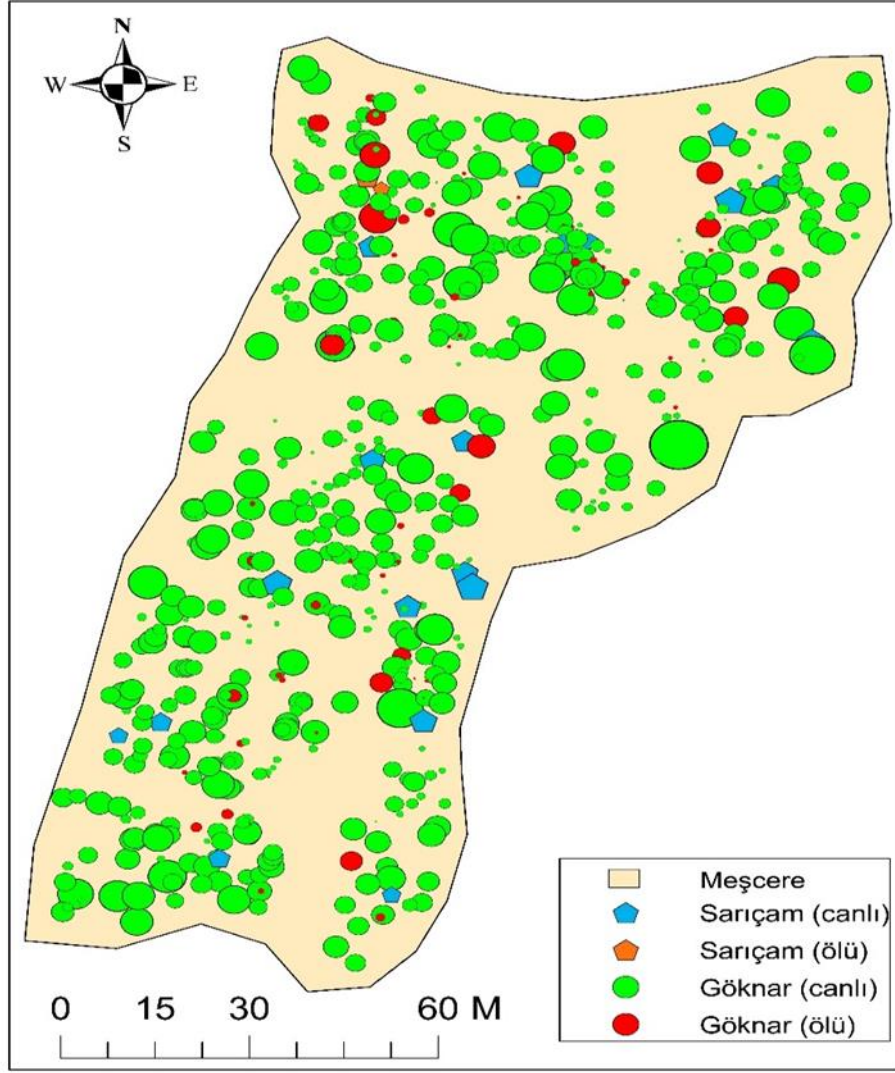 N
W E
S
Meşcere
Sarıçam (canlı)
Sarıçam (ölü)
Göknar (canlı)
Göknar (ölü)
0 15 30 60 M